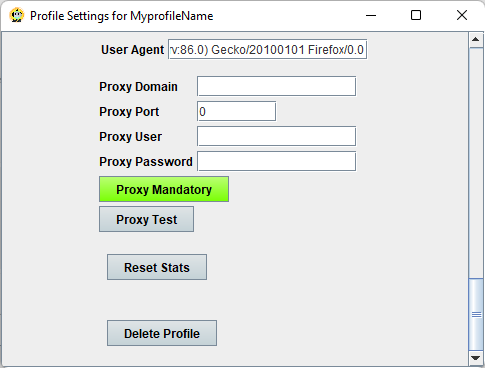 Profile Settings for MyprofileName
User Agent rv:86.0) Gecko/20100101 Firefox/0.0
Proxy Domain
Proxy Port 0
Proxy User
Proxy Password
Proxy Mandatory
Proxy Test
Reset Stats
Delete Profile